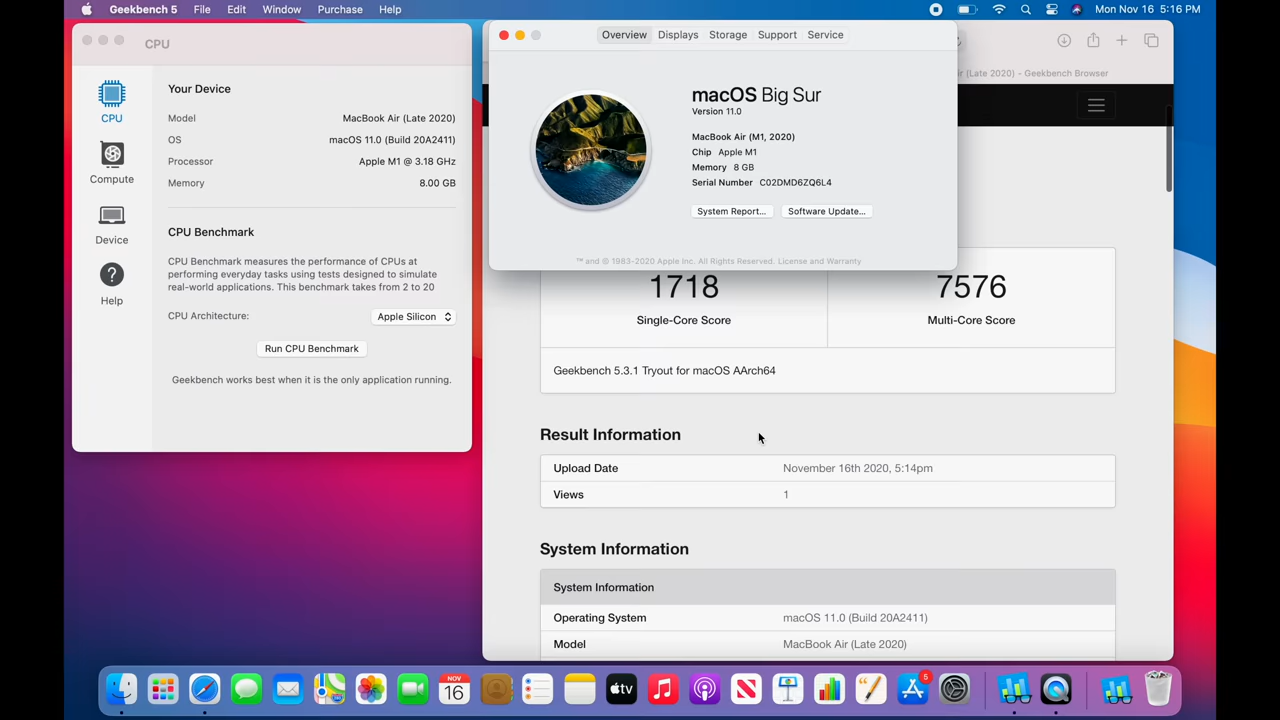 Geekbench 5 File Edit Window Purchase Help
Mon Nov 16 5:16 PM
CPU
CPU
Compute
Device
Help
Your Device
Model MacBook Air (Late 2020)
OS macOS 11.0 (Build 20A2411)
Processor Apple M1 @ 3.18 GHz
Memory 8.00 GB
CPU Benchmark
CPU Benchmark measures the performance of CPUs at
performing everyday tasks using tests designed to simulate
real-world applications. This benchmark takes from 2 to 20
CPU Architecture: Apple Silicon
Run CPU Benchmark
Geekbench works best when it is the only application running.
Overview Displays Storage Support Service
macOS Big Sur
Version 11.0
MacBook Air (M1, 2020)
Chip Apple M1
Memory 8 GB
Serial Number C02DMD6ZQ6L4
System Report... Software Update...
™ and © 1983-2020 Apple Inc. All Rights Reserved. License and Warranty
(Late 2020) - Geekbench Browser
1718 7576
Single-Core Score Multi-Core Score
Geekbench 5.3.1 Tryout for macOS AArch64
Result Information
Upload Date November 16th 2020, 5:14pm
Views 1
System Information
System Information
Operating System macOS 11.0 (Build 20A2411)
Model MacBook Air (Late 2020)
NOV
16
tv
5